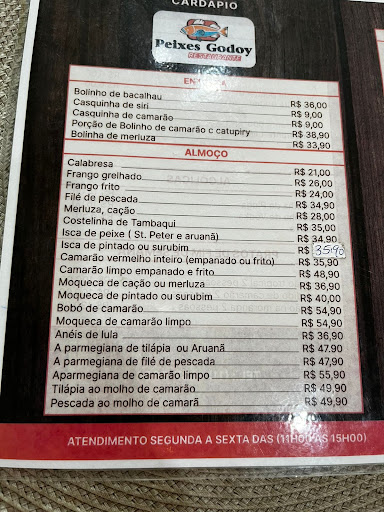 CARDÁPIO
Peixes Godoy
RESTAURANTE
Bolinho de bacalhau R$ 36,00
Casquinha de siri R$ 9,00
Casquinha de camarão R$ 9,00
Porção de Bolinho de camarão c catupiry R$ 38,90
Bolinha de merluza R$ 33,90
ALMOÇO
Calabresa R$ 21,00
Frango grelhado R$ 26,00
Frango frito R$ 24,00
Filé de pescada R$ 34,90
Merluza, cação R$ 28,00
Costelinha de Tambaqui R$ 35,00
Isca de peixe ( St. Peter e aruanã) R$ 34,90
Isca de pintado ou surubim R$ 35,90
Camarão vermelho inteiro (empanado ou frito) R$ 35,90
Camarão limpo empanado e frito R$ 48,90
Moqueca de cação ou merluza R$ 36,90
Moqueca de pintado ou surubim R$ 40,00
Bobó de camarão R$ 54,90
Moqueca de camarão limpo R$ 54,90
Anéis de lula R$ 36,90
A parmegiana de tilápia ou Aruanã R$ 47,90
A parmegiana de filé de pescada R$ 47,90
Aparmegiana de camarão limpo R$ 55,90
Tilápia ao molho de camarão R$ 49,90
Pescada ao molho de camarã R$ 49,90
ATENDIMENTO SEGUNDA A SEXTA DAS (11H00 ÀS 15H00)